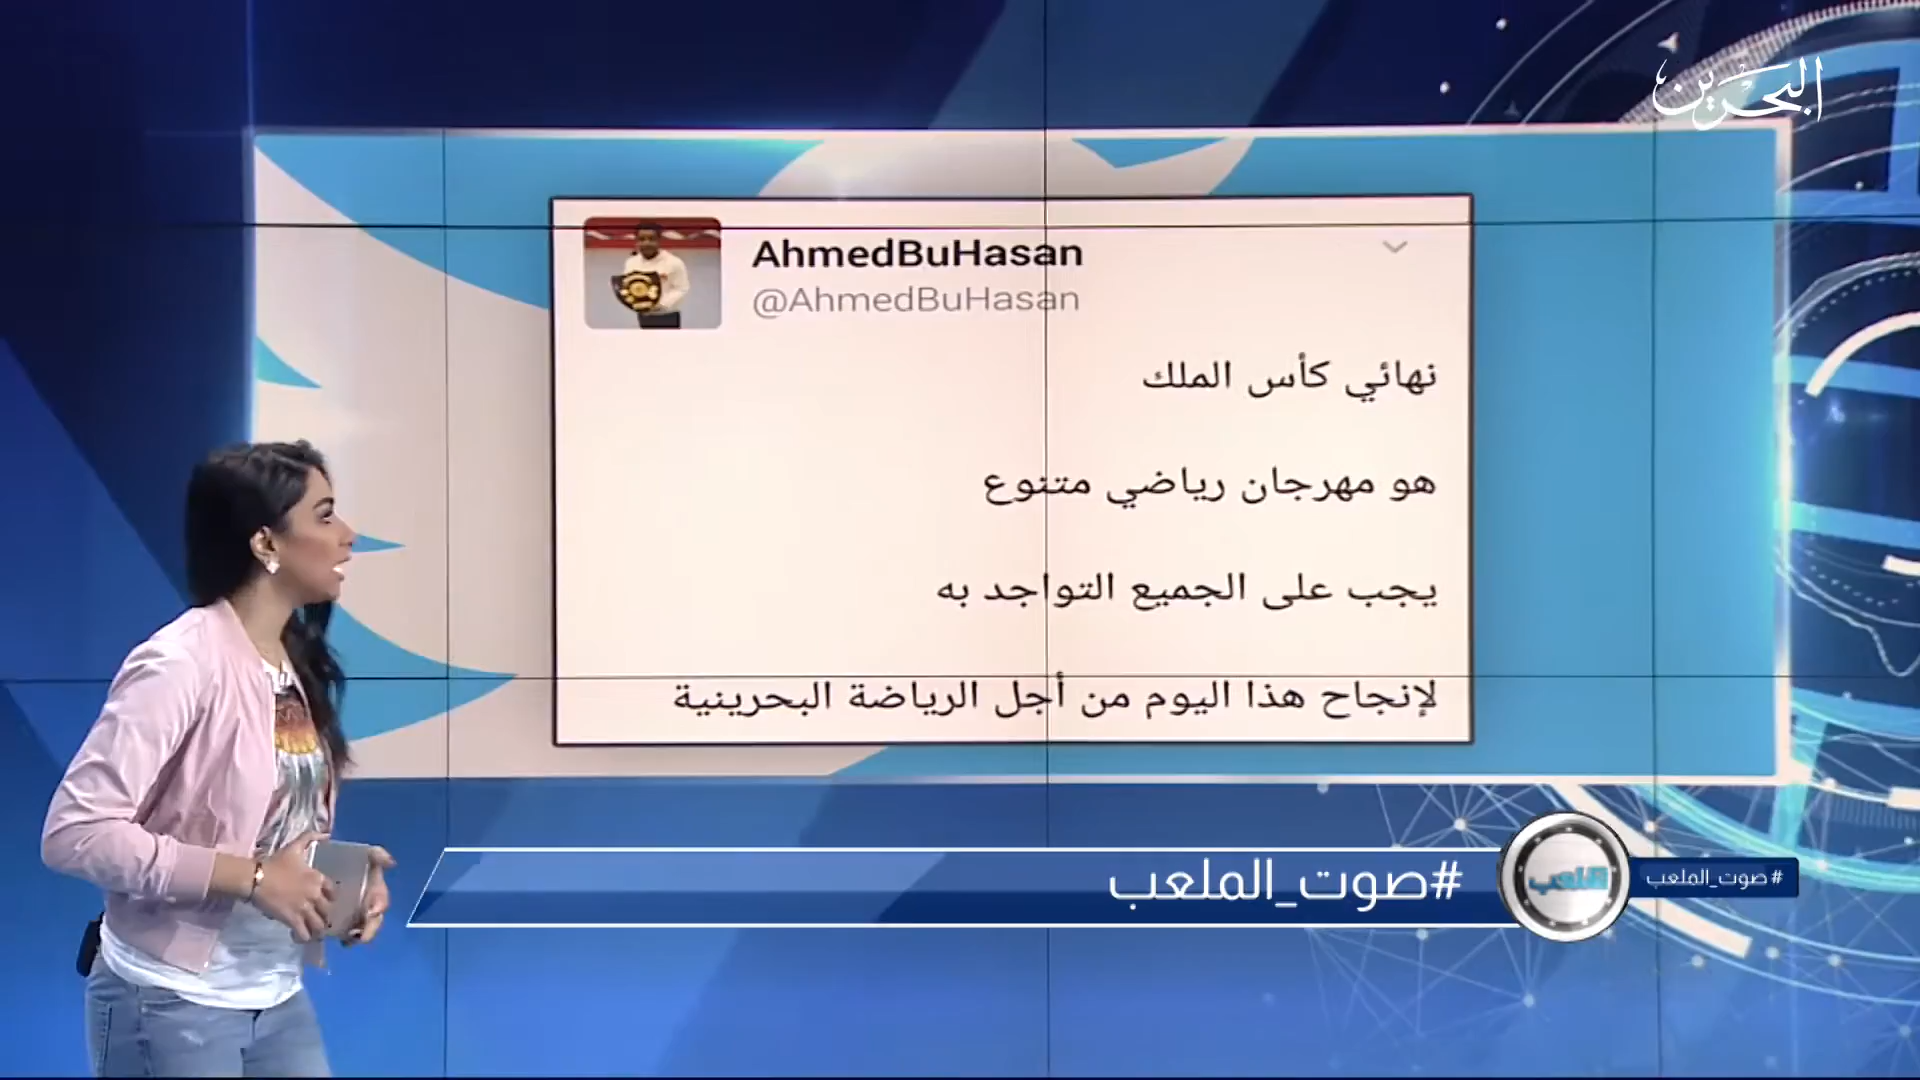 البحرين
AhmedBuHasan
@AhmedBuHasan
نهائي كأس الملك
هو مهرجان رياضي متنوع
يجب على الجميع التواجد به
لإنجاح هذا اليوم من أجل الرياضة البحرينية
#صوت_الملعب
الملعب
#صوت_الملعب